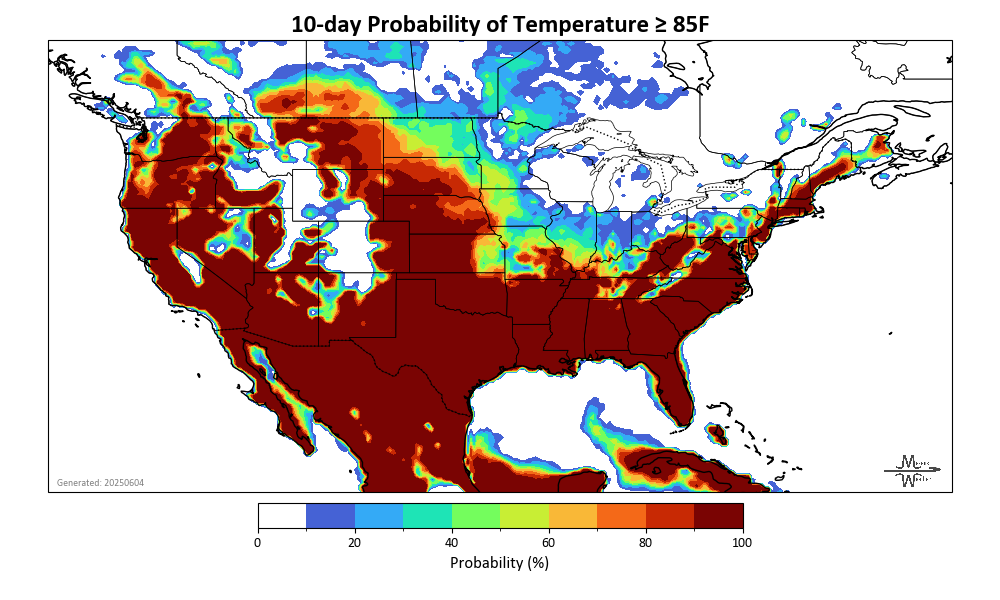 10-day Probability of Temperature ≥ 85F
Generated: 20250604
0 20 40 60 80 100
Probability (%)